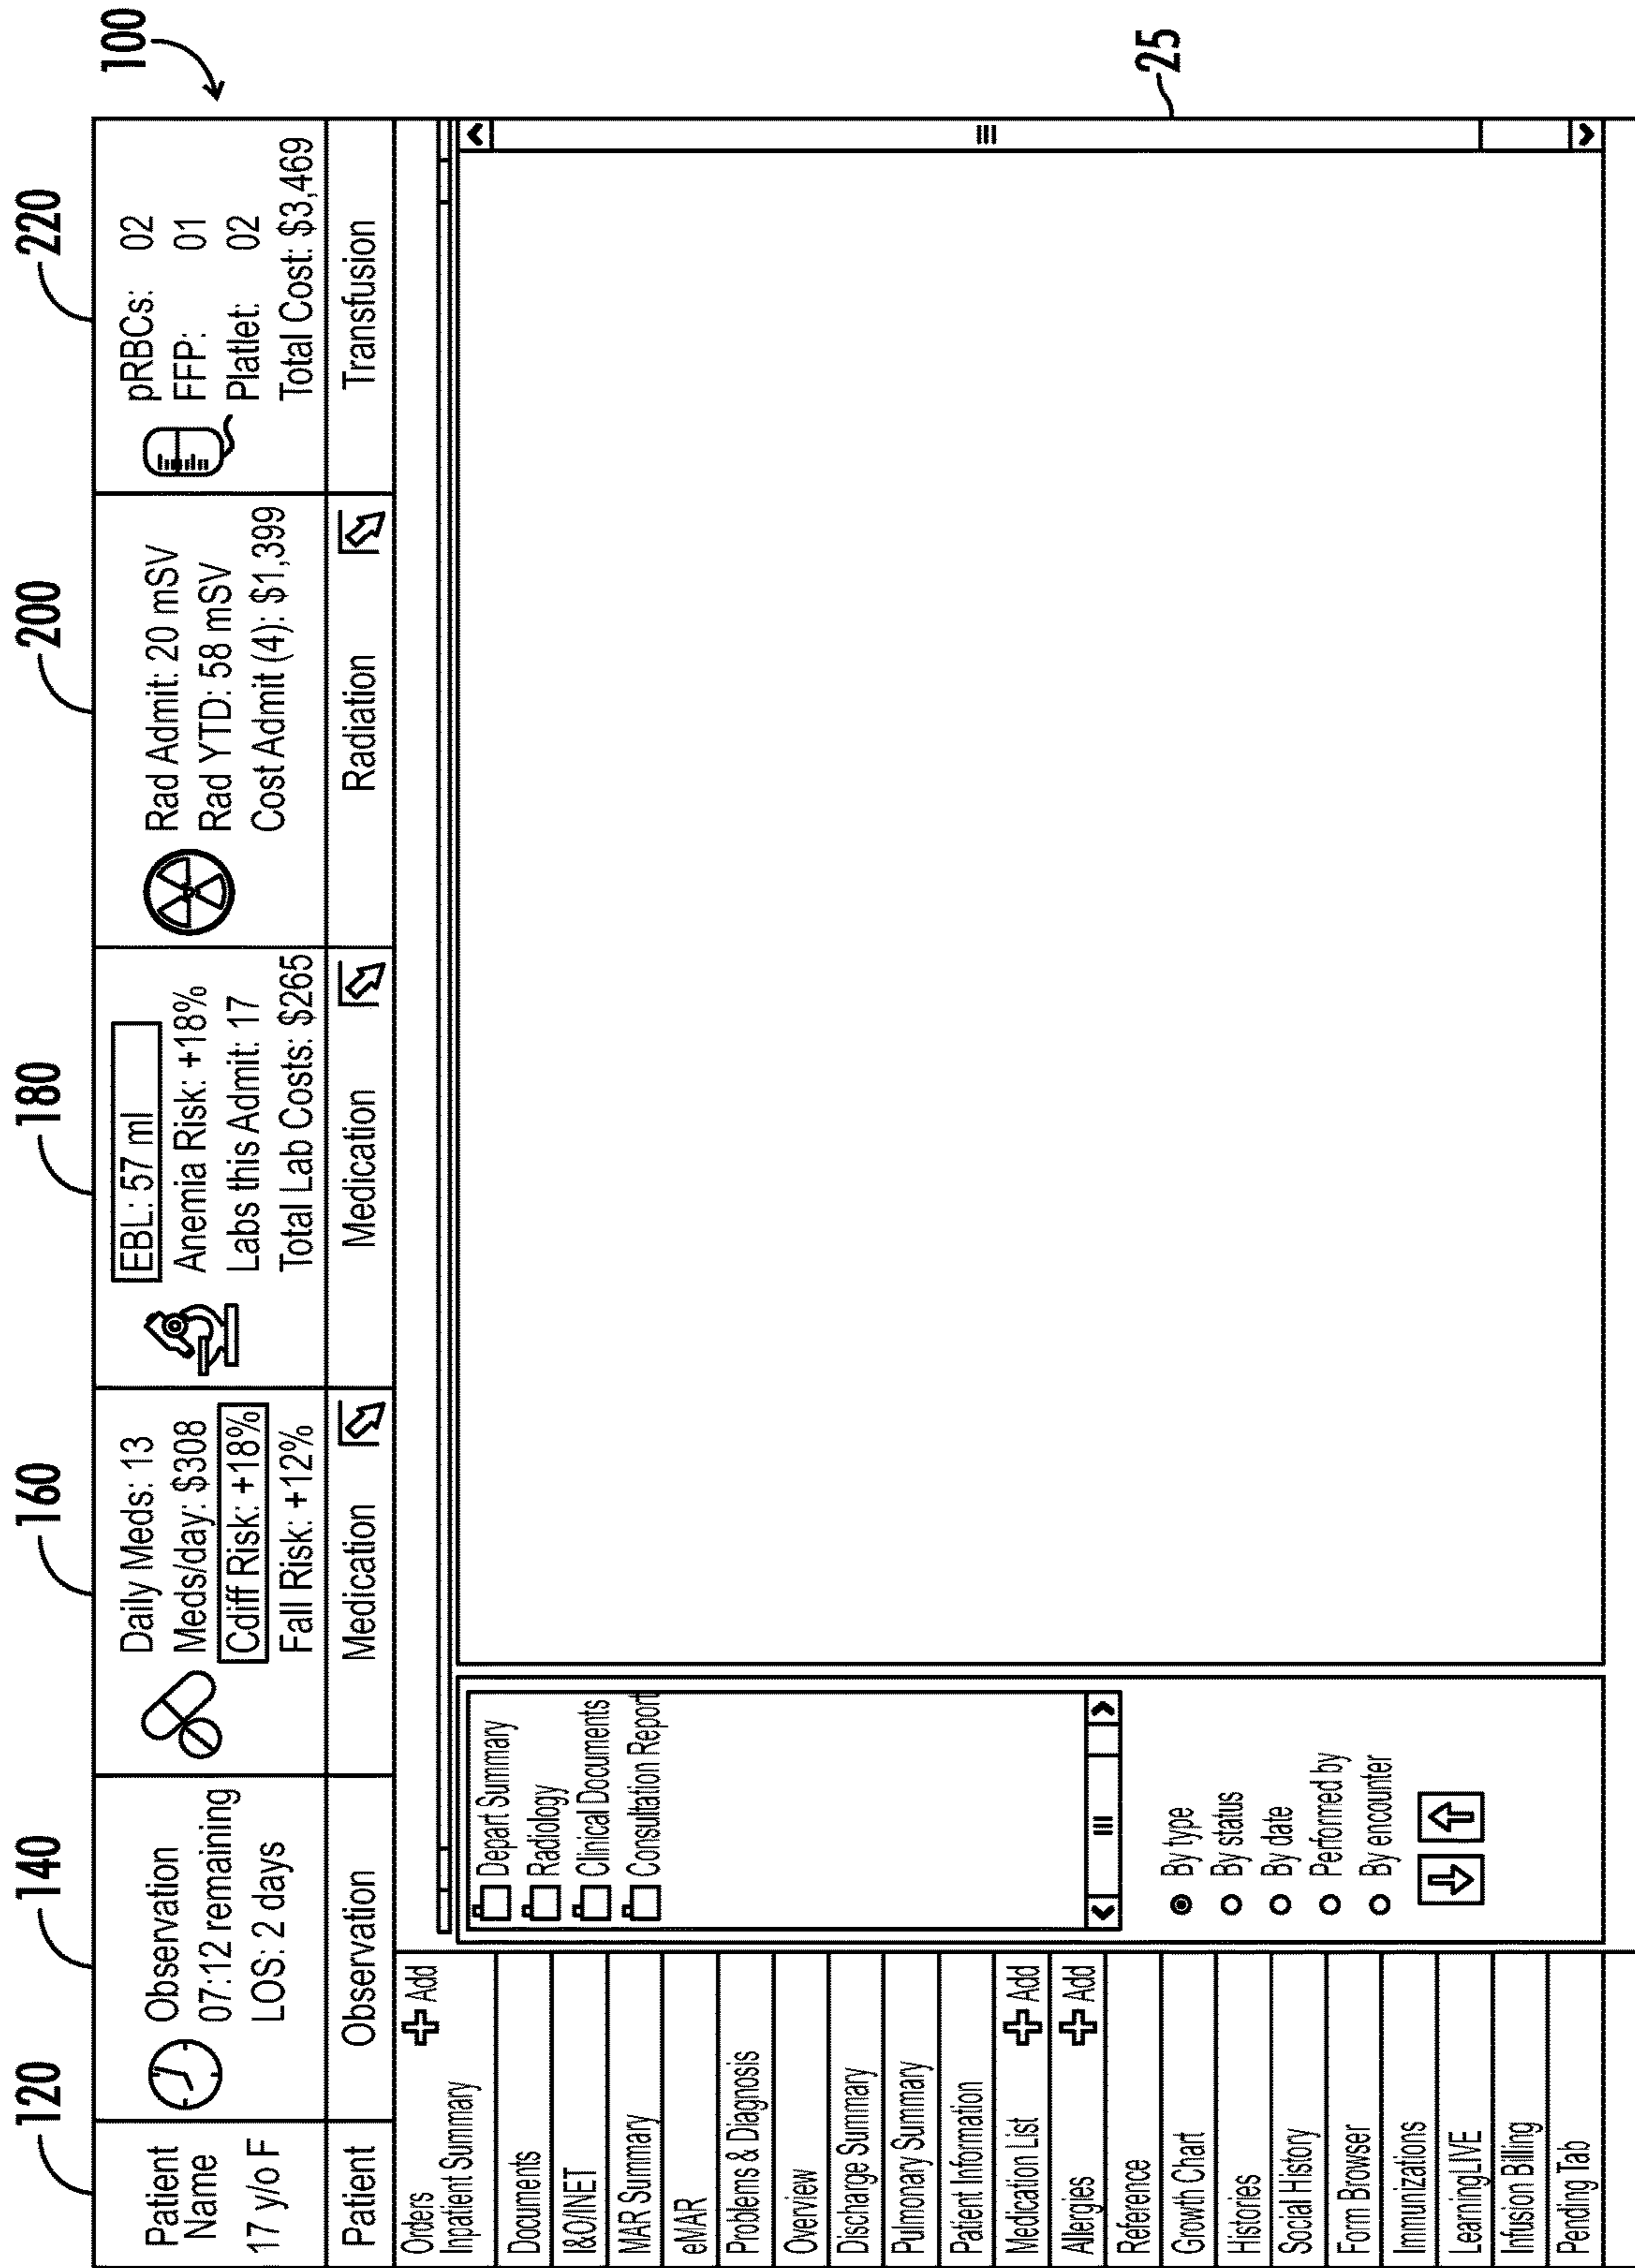 100
120
140
160
180
200
220
Patient
Name
17 y/o F
Patient
Observation
07:12 remaining
LOS: 2 days
Observation
Daily Meds: 13
Meds/day: $308
Cdiff Risk: +18%
Fall Risk: +12%
Medication
EBL: 57 ml
Anemia Risk: +18%
Labs this Admit: 17
Total Lab Costs: $265
Medication
Rad Admit: 20 mSV
Rad YTD: 58 mSV
Cost Admit (4): $1,399
Radiation
pRBCs: 02
FFP: 01
Platlet: 02
Total Cost: $3,469
Transfusion
Orders Add
Inpatient Summary
Documents
I&O/INET
MAR Summary
eMAR
Problems & Diagnosis
Overview
Discharge Summary
Pulmonary Summary
Patient Information
Medication List Add
Allergies Add
Reference
Growth Chart
Histories
Social History
Form Browser
Immunizations
LearningLIVE
Infusion Billing
Pending Tab
Depart Summary
Radiology
Clinical Documents
Consultation Report
By type
By status
By date
Performed by
By encounter
25